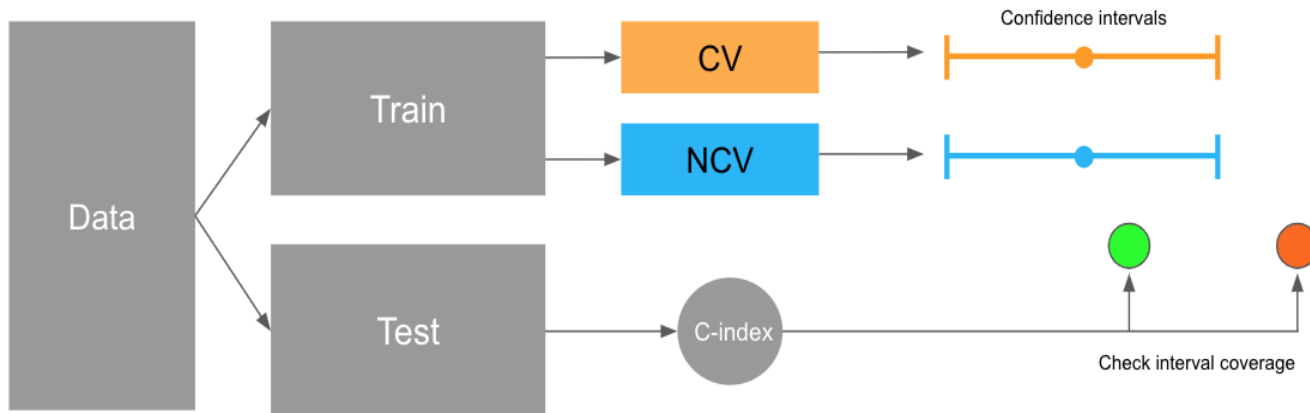 Confidence intervals
CV
Train
NCV
Data
Test
C-index
Check interval coverage